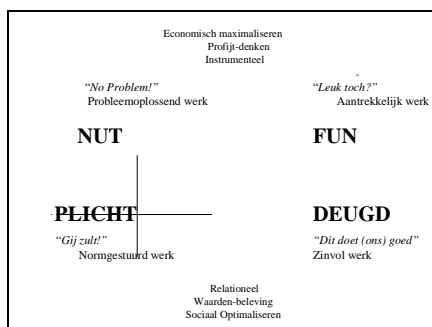 Economisch maximaliseren
Profijt-denken
Instrumenteel
“No Problem!”
Probleemoplossend werk
“Leuk toch?”
Aantrekkelijk werk
NUT
FUN
PLICHT
DEUGD
“Gij zult!”
Normgestuurd werk
“Dit doet (ons) goed”
Zinvol werk
Relationeel
Waarden-beleving
Sociaal Optimaliseren